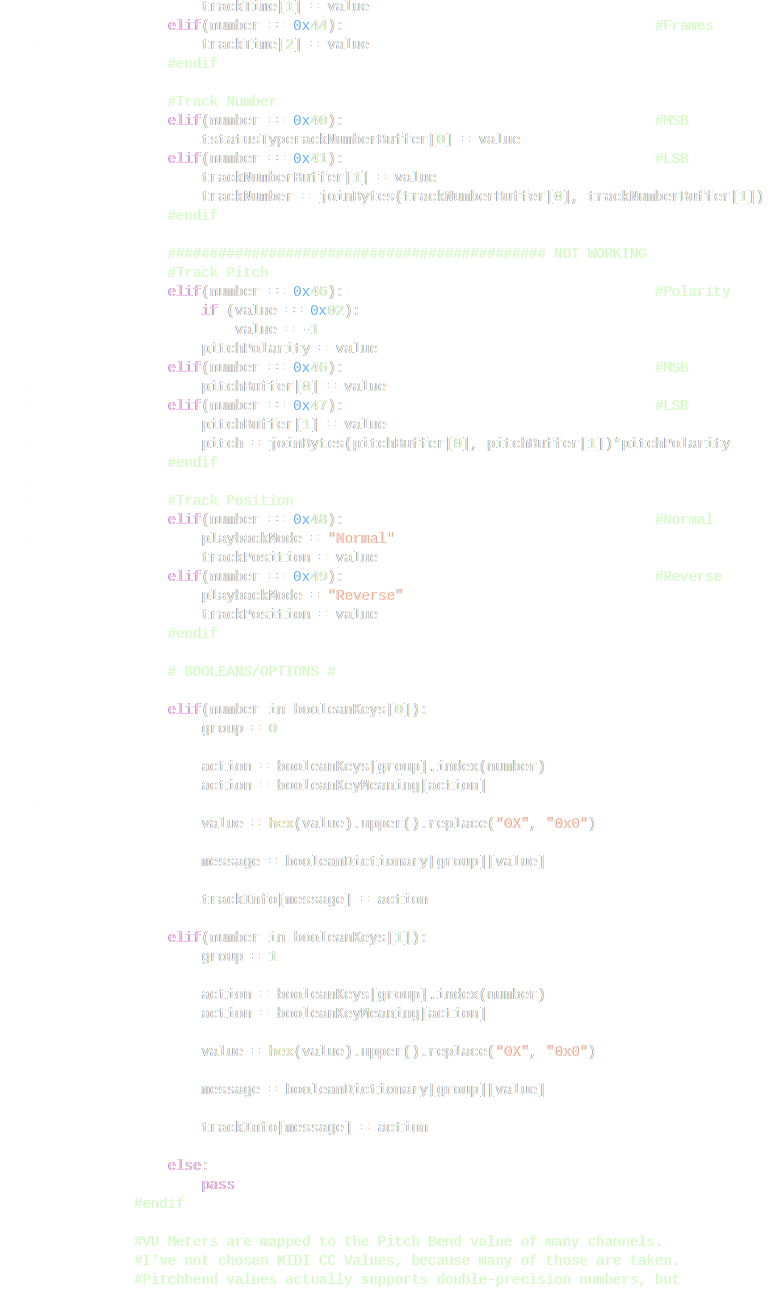 trackTime[1] = value
elif(number == 0x44): #Frames
trackTime[2] = value
#endif
#Track Number
elif(number == 0x40): #MSB
tstatusTyperackNumberBuffer[0] = value
elif(number == 0x41): #LSB
trackNumberBuffer[1] = value
trackNumber = joinBytes(trackNumberBuffer[0], trackNumberBuffer[1])
#endif
############################################# NOT WORKING
#Track Pitch
elif(number == 0x46): #Polarity
if (value == 0x02):
value = -1
pitchPolarity = value
elif(number == 0x46): #MSB
pitchBuffer[0] = value
elif(number == 0x47): #LSB
pitchBuffer[1] = value
pitch = joinBytes(pitchBuffer[0], pitchBuffer[1])*pitchPolarity
#endif
#Track Position
elif(number == 0x48): #Normal
playbackMode = "Normal"
trackPosition = value
elif(number == 0x49): #Reverse
playbackMode = "Reverse"
trackPosition = value
#endif
# BOOLEANS/OPTIONS #
elif(number in booleanKeys[0]):
group = 0
action = booleanKeys[group].index(number)
action = booleanKeyMeaning[action]
value = hex(value).upper().replace("0X", "0x0")
message = booleanDictionary[group][value]
trackInfo[message] = action
elif(number in booleanKeys[1]):
group = 1
action = booleanKeys[group].index(number)
action = booleanKeyMeaning[action]
value = hex(value).upper().replace("0X", "0x0")
message = booleanDictionary[group][value]
trackInfo[message] = action
else:
pass
#endif
#VU Meters are mapped to the Pitch Bend value of many channels.
#I've not chosen MIDI CC Values, because many of those are taken.
#Pitchbend values actually supports double-precision numbers, but